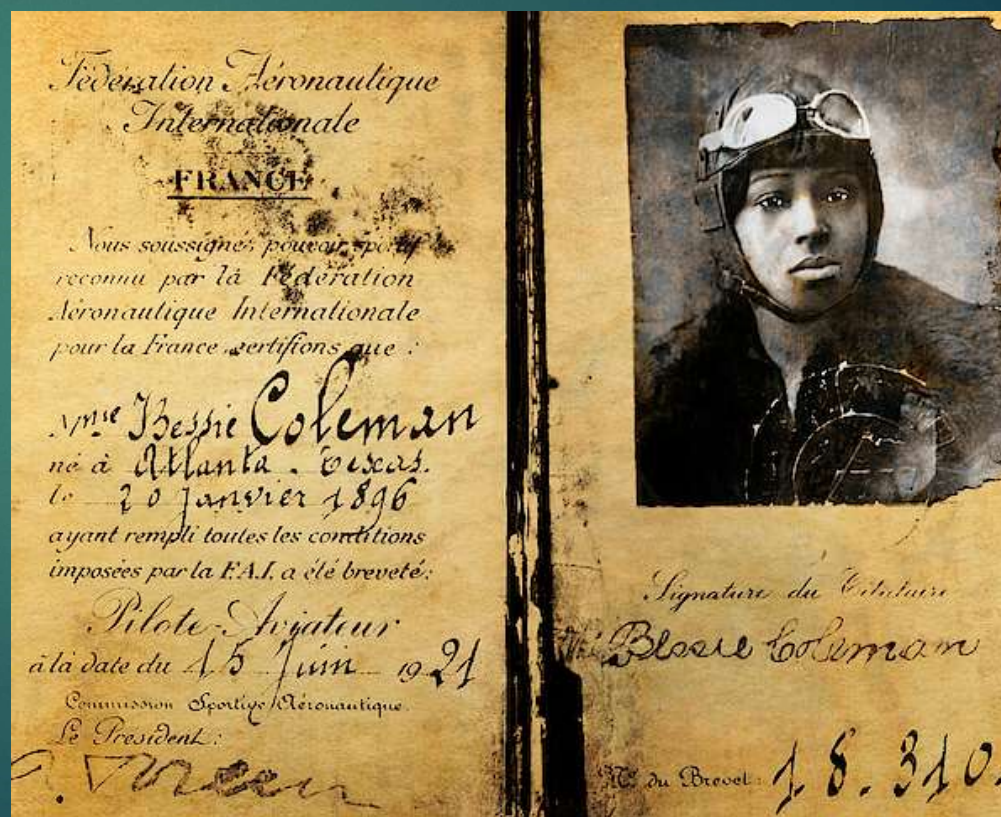 Fédération Aéronautique
Internationale
FRANCE
Nous soussignés pouvoir sportif
reconnu par la Fédération
Aéronautique Internationale
pour la France certifions que :
Mme Bessie Coleman
né à Atlanta . Texas.
le 20 Janvier 1896
ayant rempli toutes les conditions
imposées par la F.A.I. a été breveté:
Pilote-Aviateur
à la date du 15 Juin 1921
Commission Sportive Aéronautique.
Le Président:
Signature du Titulaire
Bessie Coleman
No du Brevet: 18.310.